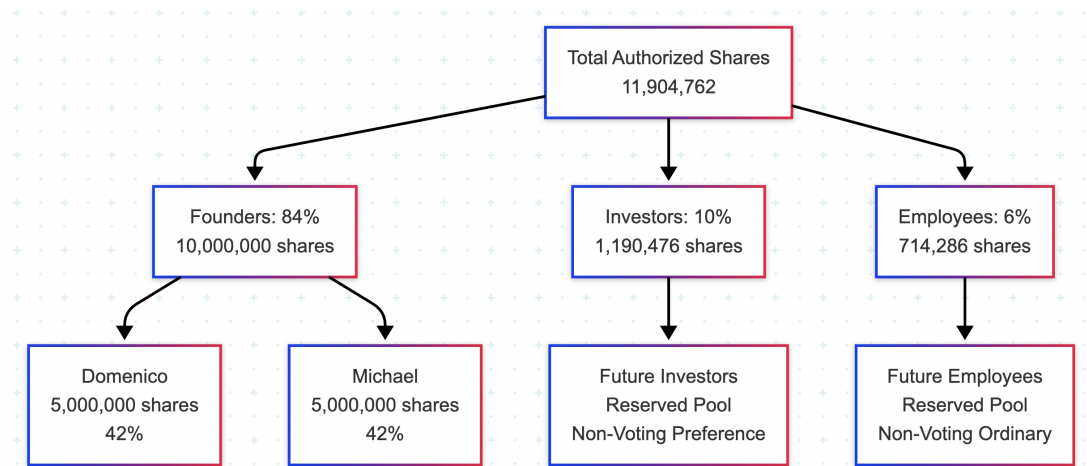 Total Authorized Shares
11,904,762
Founders: 84%
10,000,000 shares
Investors: 10%
1,190,476 shares
Employees: 6%
714,286 shares
Domenico
5,000,000 shares
42%
Michael
5,000,000 shares
42%
Future Investors
Reserved Pool
Non-Voting Preference
Future Employees
Reserved Pool
Non-Voting Ordinary